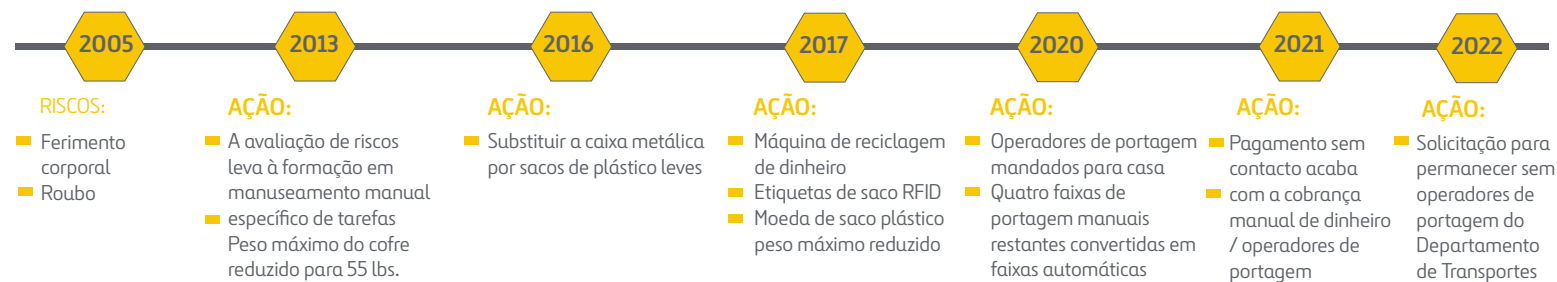 2005
RISCOS:
Ferimento
corporal
Roubo
2013
AÇÃO:
A avaliação de riscos
leva à formação em
manuseamento manual
específico de tarefas
Peso máximo do cofre
reduzido para 55 lbs.
2016
AÇÃO:
Substituir a caixa metálica
por sacos de plástico leves
2017
AÇÃO:
Máquina de reciclagem
de dinheiro
Etiquetas de saco RFID
Moeda de saco plástico
peso máximo reduzido
2020
AÇÃO:
Operadores de portagem
mandados para casa
Quatro faixas de
portagem manuais
restantes convertidas em
faixas automáticas
2021
AÇÃO:
Pagamento sem
contacto acaba
com a cobrança
manual de dinheiro
/ operadores de
portagem
2022
AÇÃO:
Solicitação para
permanecer sem
operadores de
portagem do
Departamento
de Transportes